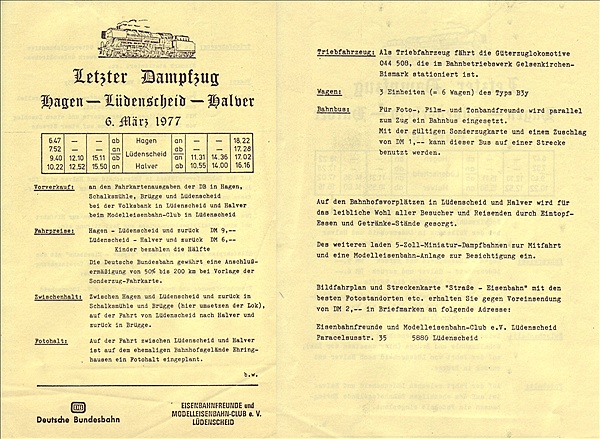 Letzter Dampfzug
Hagen — Lüdenscheid — Halver
6. März 1977
6.47 — — ab Hagen an — — 18.22
7.52 — — an Lüdenscheid ab — — 17.28
9.40 12.10 15.11 ab an 11.31 14.36 17.02
10.22 12.52 15.50 an Halver ab 10.55 14.00 16.16
Vorverkauf: an den Fahrkartenausgaben der DB in Hagen,
Schalksmühle, Brügge und Lüdenscheid
bei der Volksbank in Lüdenscheid und Halver
beim Modelleisenbahn-Club in Lüdenscheid
Fahrpreise: Hagen - Lüdenscheid und zurück DM 9,--
Lüdenscheid - Halver und zurück DM 6,--
Kinder bezahlen die Hälfte
Die Deutsche Bundesbahn gewährt eine Anschluß-
ermäßigung von 50% bis 200 km bei Vorlage der
Sonderzug-Fahrkarte.
Zwischenhalt: Zwischen Hagen und Lüdenscheid und zurück in
Schalksmühle und Brügge (hier umsetzen der Lok),
auf der Fahrt von Lüdenscheid nach Halver und
zurück in Brügge.
Fotohalt: Auf der Fahrt zwischen Lüdenscheid und Halver
ist auf dem ehemaligen Bahnhofsgelände Ehring-
hausen ein Fotohalt eingeplant.
b.w.
DB
Deutsche Bundesbahn
EISENBAHNFREUNDE und
MODELLEISENBAHN-CLUB e. V.
LÜDENSCHEID
Triebfahrzeug: Als Triebfahrzeug fährt die Güterzuglokomotive
044 508, die im Bahnbetriebswerk Gelsenkirchen-
Bismark stationiert ist.
Wagen: 3 Einheiten (= 6 Wagen) des Typs B3y
Bahnbus: Für Foto-, Film- und Tonbandfreunde wird parallel
zum Zug ein Bahnbus eingesetzt.
Mit der gültigen Sonderzugkarte und einem Zuschlag
von DM 1,-- kann dieser Bus auf einer Strecke
benutzt werden.
Auf den Bahnhofsvorplätzen in Lüdenscheid und Halver wird für
das leibliche Wohl aller Besucher und Reisenden durch Eintopf-
Essen und Getränke-Stände gesorgt.
Des weiteren laden 5-Zoll-Miniatur-Dampfbahnen zur Mitfahrt
und eine Modelleisenbahn-Anlage zur Besichtigung ein.
Bildfahrplan und Streckenkarte "Straße - Eisenbahn" mit den
besten Fotostandorten etc. erhalten Sie gegen Voreinsendung
von DM 2,-- in Briefmarken an folgende Adresse:
Eisenbahnfreunde und Modelleisenbahn-Club e.V. Lüdenscheid
Paracelsusstr. 35 5880 Lüdenscheid